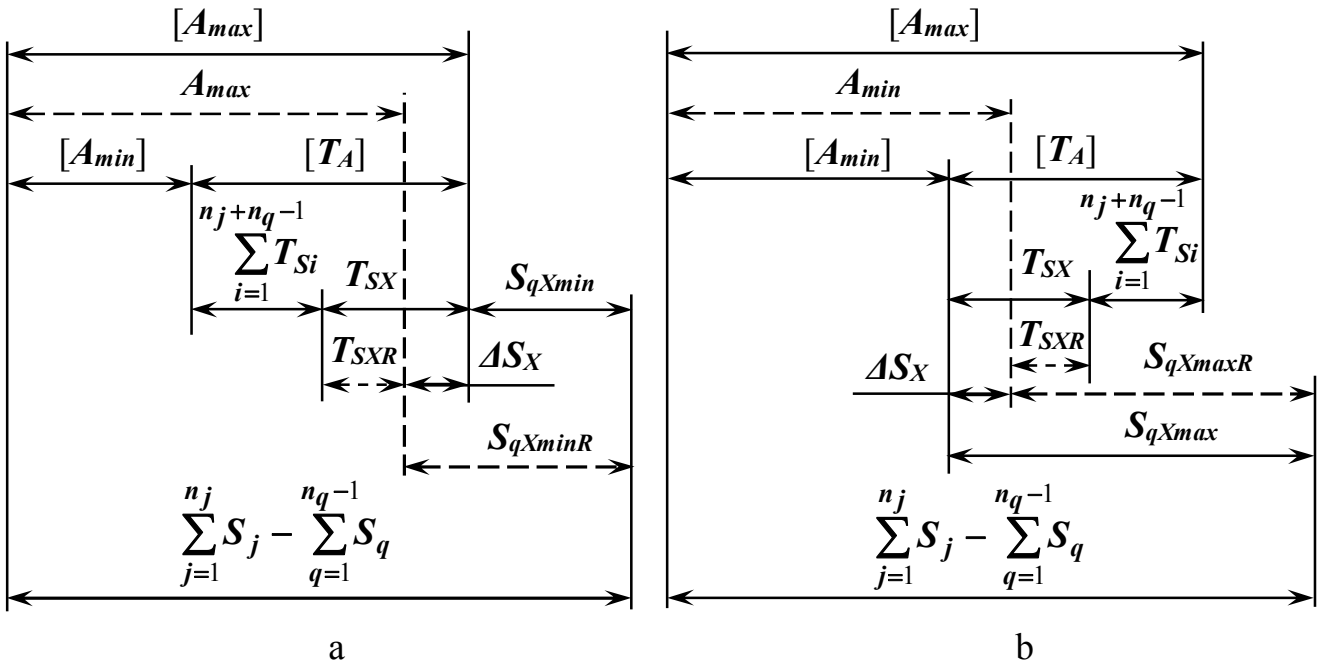 [Amax]
Amax
[Amin] [TA]
nj+nq−1
∑TSi
i=1
TSX SqXmin
TSXR ΔSX
SqXminR
nj nq−1
∑Sj − ∑Sq
j=1 q=1
a
[Amax]
Amin
[Amin] [TA]
nj+nq−1
∑TSi
i=1
TSX
TSXR SqXmaxR
ΔSX
SqXmax
nj nq−1
∑Sj − ∑Sq
j=1 q=1
b